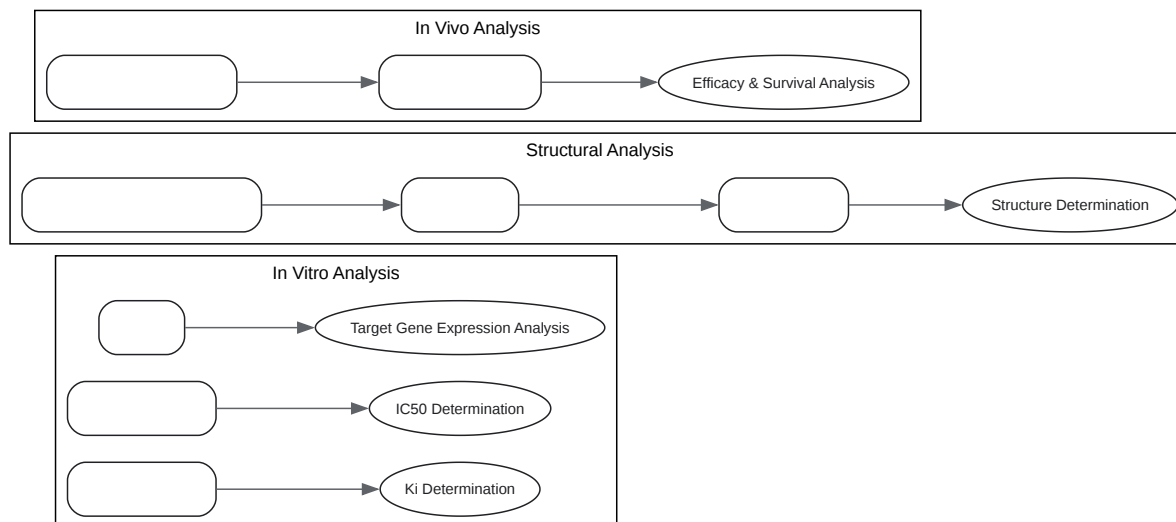 In Vivo Analysis
Efficacy & Survival Analysis
Structural Analysis
Structure Determination
In Vitro Analysis
Target Gene Expression Analysis
IC50 Determination
Ki Determination